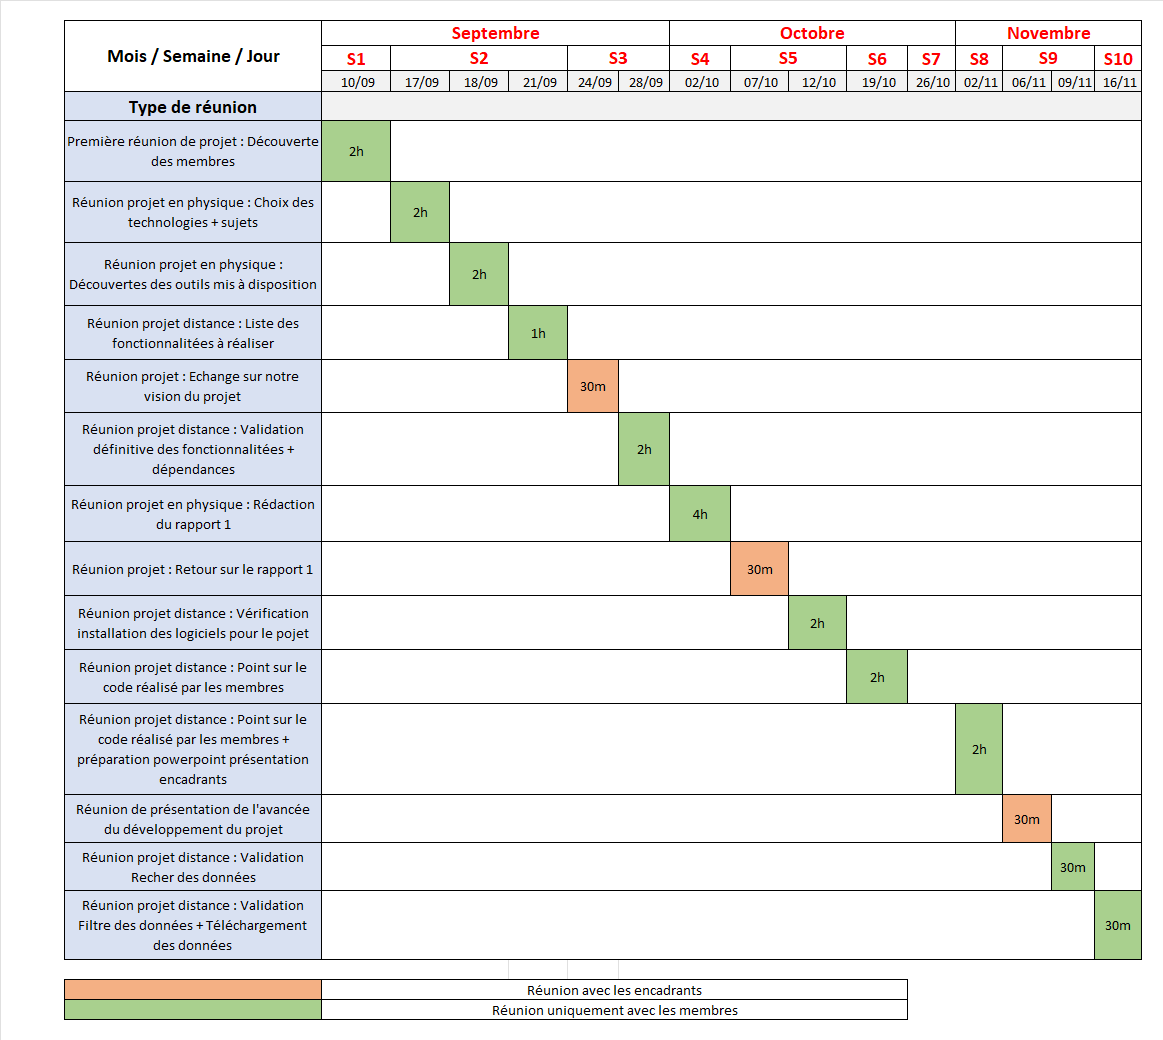 Mois / Semaine / Jour
Septembre Octobre Novembre
S1 S2 S3 S4 S5 S6 S7 S8 S9 S10
10/09 17/09 18/09 21/09 24/09 28/09 02/10 07/10 12/10 19/10 26/10 02/11 06/11 09/11 16/11
Type de réunion
Première réunion de projet : Découverte
des membres
2h
Réunion projet en physique : Choix des
technologies + sujets
2h
Réunion projet en physique :
Découvertes des outils mis à disposition
2h
Réunion projet distance : Liste des
fonctionnalitées à réaliser
1h
Réunion projet : Echange sur notre
vision du projet
30m
Réunion projet distance : Validation
définitive des fonctionnalitées +
dépendances
2h
Réunion projet en physique : Rédaction
du rapport 1
4h
Réunion projet : Retour sur le rapport 1
30m
Réunion projet distance : Vérification
installation des logiciels pour le pojet
2h
Réunion projet distance : Point sur le
code réalisé par les membres
2h
Réunion projet distance : Point sur le
code réalisé par les membres +
préparation powerpoint présentation
encadrants
2h
Réunion de présentation de l'avancée
du développement du projet
30m
Réunion projet distance : Validation
Recher des données
30m
Réunion projet distance : Validation
Filtre des données + Téléchargement
des données
30m
Réunion avec les encadrants
Réunion uniquement avec les membres